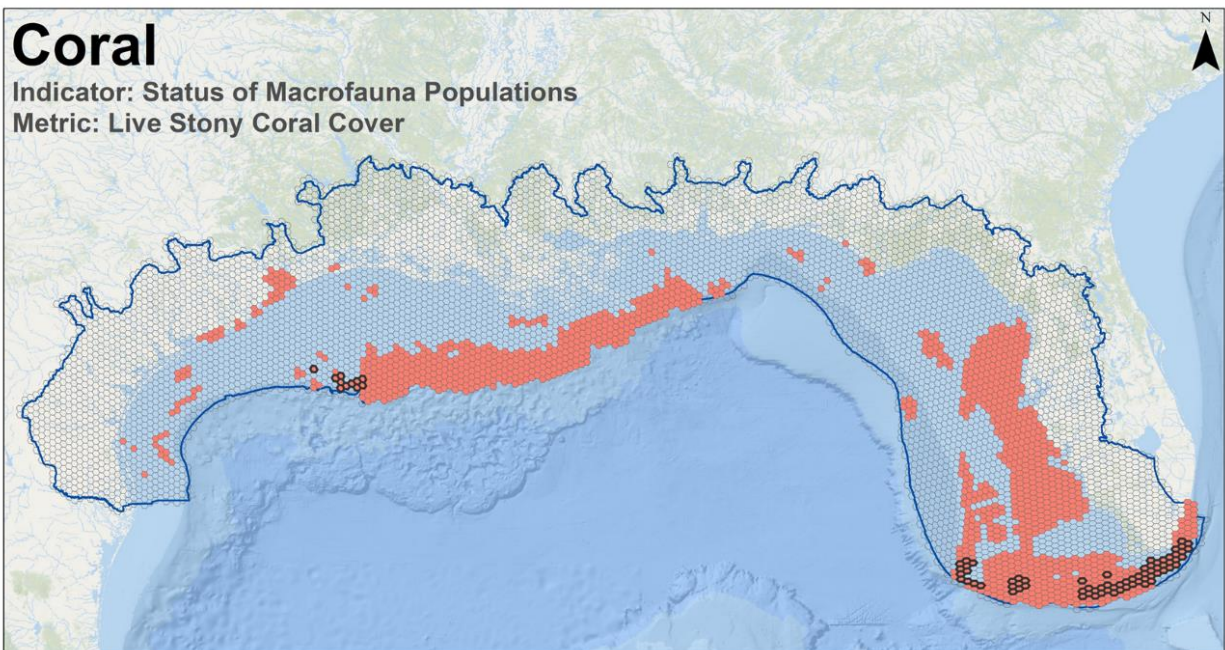 Coral
Indicator: Status of Macrofauna Populations
Metric: Live Stony Coral Cover
N